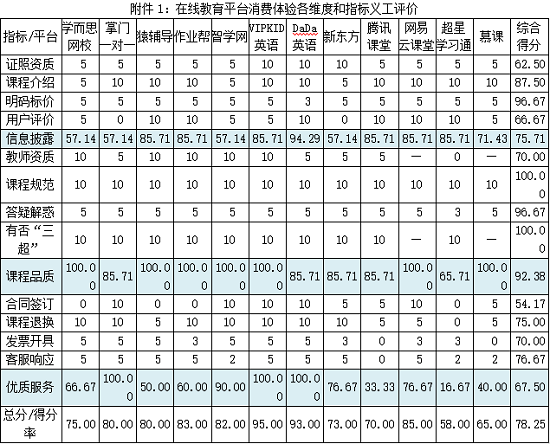 附件 1：在线教育平台消费体验各维度和指标义工评价
指标/平台 学而思网校 掌门一对一 猿辅导 作业帮 智学网 VIPKID英语 DaDa英语 新东方 腾讯课堂 网易云课堂 超星学习通 慕课 综合得分
证照资质 5 5 5 5 5 10 10 10 5 5 5 5 62.50
课程介绍 5 10 10 10 5 10 10 5 10 10 10 10 87.50
明码标价 5 5 5 5 5 5 3 5 5 5 5 5 96.67
用户评价 5 0 10 10 5 5 10 0 10 10 10 5 66.67
信息披露 57.14 57.14 85.71 85.71 57.14 85.71 94.29 57.14 85.71 85.71 85.71 71.43 75.71
教师资质 10 5 10 10 10 10 5 5 5 — 0 — 70.00
课程规范 10 10 10 10 10 10 10 10 10 10 10 10 100.00
答疑解惑 5 5 5 5 5 5 5 5 5 5 3 5 96.67
有否“三超” 10 10 10 10 10 10 10 10 10 — 10 — 100.00
课程品质 100.00 85.71 100.00 100.00 100.00 100.00 85.71 85.71 85.71 100.00 65.71 100.00 92.38
合同签订 0 10 0 0 10 10 10 5 5 10 0 5 54.17
课程退换 10 10 5 10 10 10 10 10 5 5 0 5 75.00
发票开具 5 5 5 3 5 5 5 3 0 3 3 0 70.00
客服响应 5 5 5 5 2 5 5 5 0 5 2 2 76.67
优质服务 66.67 100.00 50.00 60.00 90.00 100.00 100.00 76.67 33.33 76.67 16.67 40.00 67.50
总分/得分率 75.00 80.00 80.00 83.00 82.00 95.00 93.00 73.00 70.00 85.00 58.00 65.00 78.25